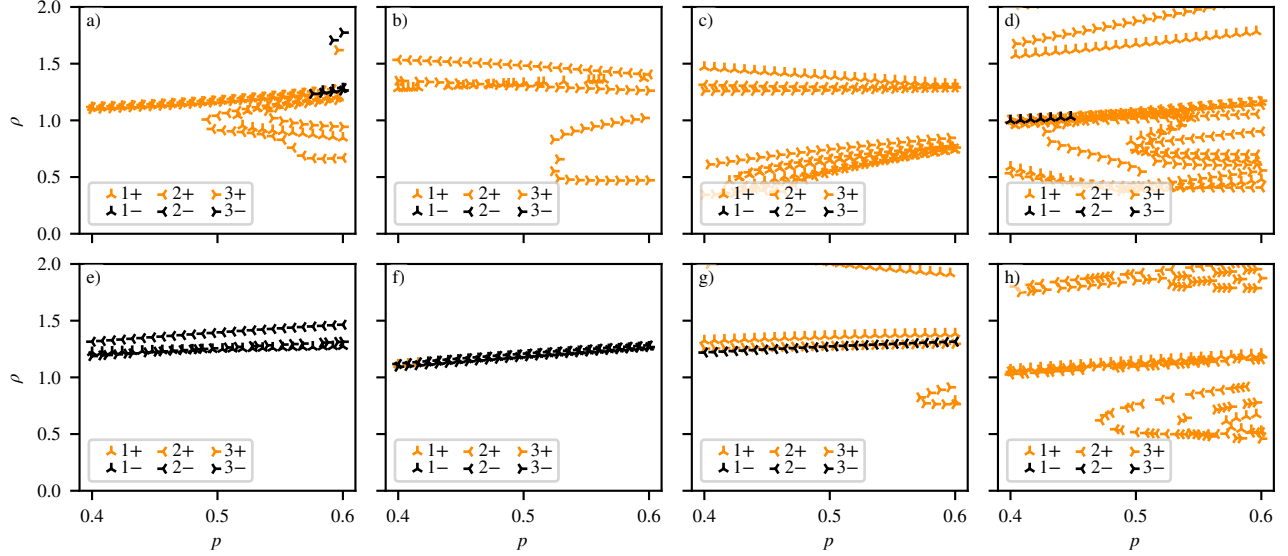 a) b) c) d)
2.0
1.5
1.0
0.5
0.0
ρ
1+ 2+ 3+
1− 2− 3−
1+ 2+ 3+
1− 2− 3−
1+ 2+ 3+
1− 2− 3−
1+ 2+ 3+
1− 2− 3−
e) f) g) h)
2.0
1.5
1.0
0.5
0.0
ρ
1+ 2+ 3+
1− 2− 3−
1+ 2+ 3+
1− 2− 3−
1+ 2+ 3+
1− 2− 3−
1+ 2+ 3+
1− 2− 3−
0.4 0.5 0.6 0.4 0.5 0.6 0.4 0.5 0.6 0.4 0.5 0.6
p p p p